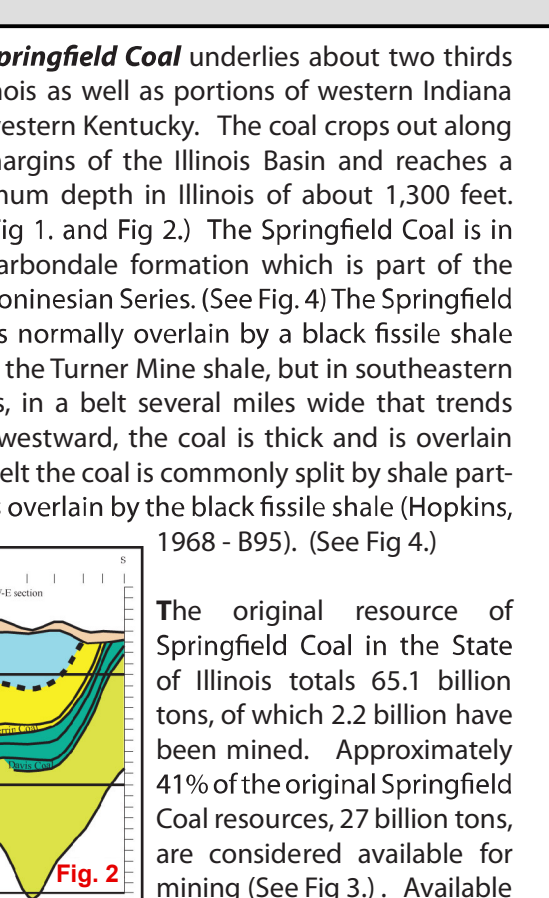 pringfield Coal underlies about two thirds
nois as well as portions of western Indiana
vestern Kentucky. The coal crops out along
nargins of the Illinois Basin and reaches a
num depth in Illinois of about 1,300 feet.
ig 1. and Fig 2.) The Springfield Coal is in
arbondale formation which is part of the
oninesian Series. (See Fig. 4) The Springfield
s normally overlain by a black fissile shale
the Turner Mine shale, but in southeastern
s, in a belt several miles wide that trends
westward, the coal is thick and is overlain
elt the coal is commonly split by shale part-
s overlain by the black fissile shale (Hopkins,
1968 - B95). (See Fig 4.)
S
-E section
The original resource of
Springfield Coal in the State
of Illinois totals 65.1 billion
tons, of which 2.2 billion have
been mined. Approximately
41% of the original Springfield
Coal resources, 27 billion tons,
are considered available for
mining (See Fig 3.) . Available
rrin Coal
Davis Coal
Fig. 2